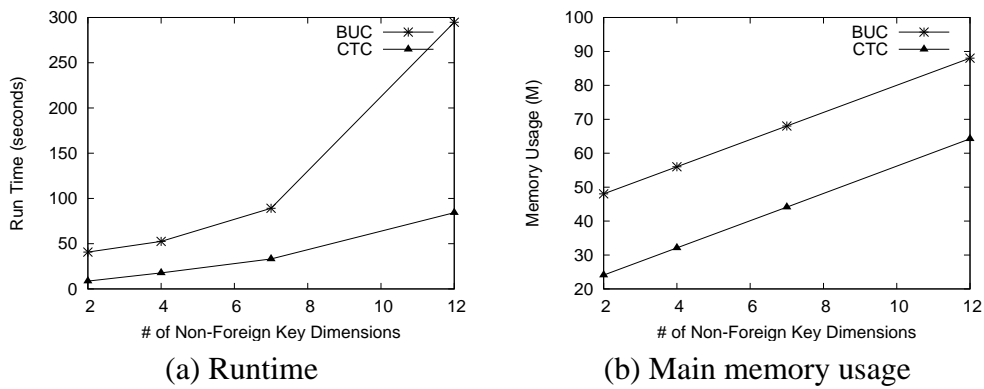 300
250
200
150
100
50
0
2 4 6 8 10 12
Run Time (seconds)
# of Non-Foreign Key Dimensions
BUC
CTC
(a) Runtime
100
90
80
70
60
50
40
30
20
2 4 6 8 10 12
Memory Usage (M)
# of Non-Foreign Key Dimensions
BUC
CTC
(b) Main memory usage